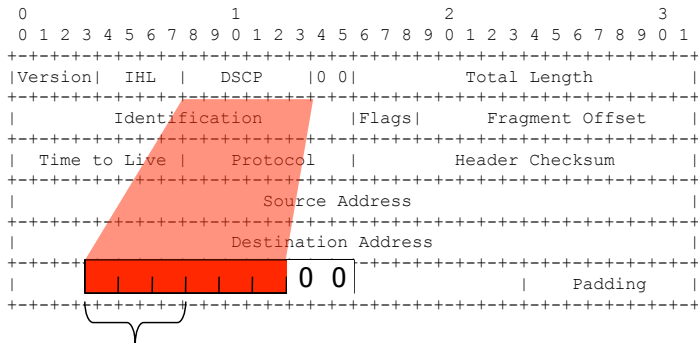 0 1 2 3
0 1 2 3 4 5 6 7 8 9 0 1 2 3 4 5 6 7 8 9 0 1 2 3 4 5 6 7 8 9 0 1
+-+-+-+-+-+-+-+-+-+-+-+-+-+-+-+-+-+-+-+-+-+-+-+-+-+-+-+-+-+-+-+-+
|Version| IHL | DSCP |0 0| Total Length |
+-+-+-+-+-+-+-+-+-+-+-+-+-+-+-+-+-+-+-+-+-+-+-+-+-+-+-+-+-+-+-+-+
| Identification |Flags| Fragment Offset |
+-+-+-+-+-+-+-+-+-+-+-+-+-+-+-+-+-+-+-+-+-+-+-+-+-+-+-+-+-+-+-+-+
| Time to Live | Protocol | Header Checksum |
+-+-+-+-+-+-+-+-+-+-+-+-+-+-+-+-+-+-+-+-+-+-+-+-+-+-+-+-+-+-+-+-+
| Source Address |
+-+-+-+-+-+-+-+-+-+-+-+-+-+-+-+-+-+-+-+-+-+-+-+-+-+-+-+-+-+-+-+-+
| Destination Address |
+-+-+-+-+-+-+-+-+-+-+-+-+-+-+-+-+-+-+-+-+-+-+-+-+-+-+-+-+-+-+-+-+
| 0 0 | Padding |
+-+-+-+-+-+-+-+-+-+-+-+-+-+-+-+-+-+-+-+-+-+-+-+-+-+-+-+-+-+-+-+-+